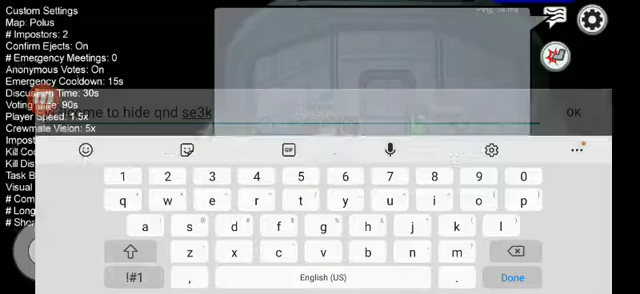 Custom Settings
Map: Polus
# Impostors: 2
Confirm Ejects: On
# Emergency Meetings: 0
Anonymous Votes: On
Emergency Cooldown: 15s
Discussion Time: 30s
Voting 90s
Player Speed: 1.5x
Crewmate Vision: 5x
to hide qnd se3k
OK
GIF
1 2 3 4 5 6 7 8 9 0
q w e r t y u i o p
a s d f g h j k l
z x c v b n m
!#1 , English (US) . Done